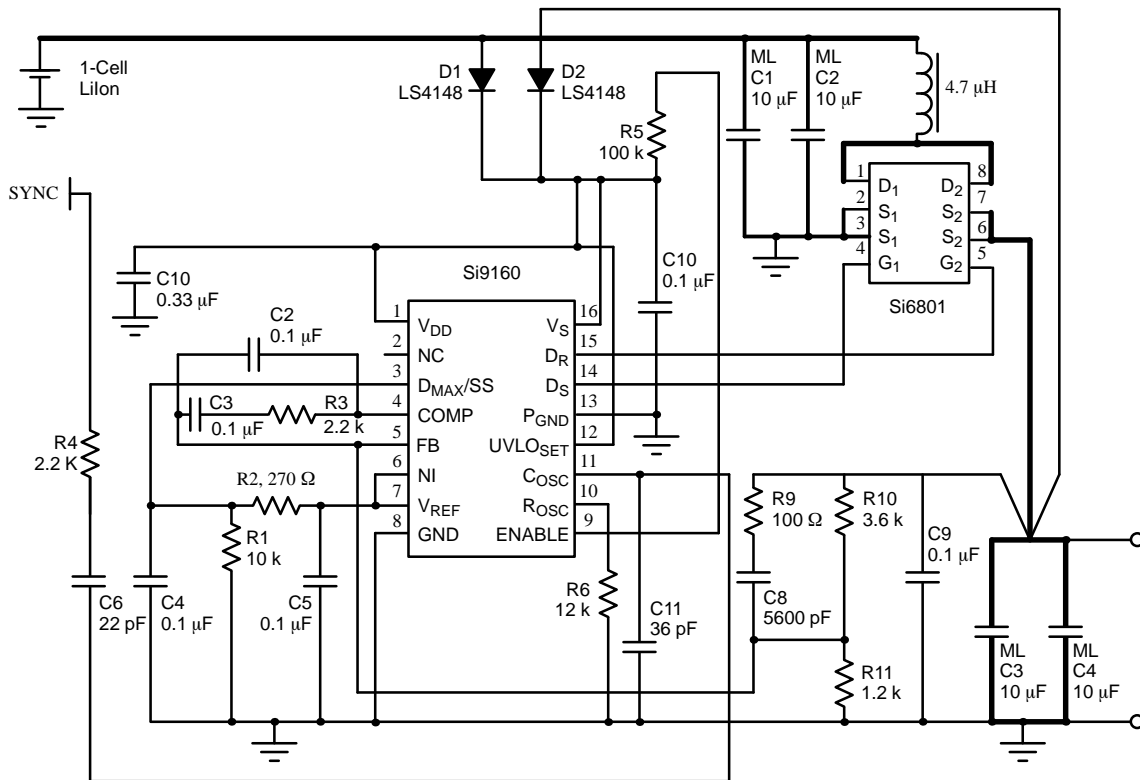 1-Cell
LiIon
D1
LS4148
D2
LS4148
R5
100 k
ML
C1
10 µF
ML
C2
10 µF
4.7 µH
SYNC
1
2
3
4
D1
S1
S1
G1
8
7
6
5
D2
S2
S2
G2
Si6801
C10
0.33 µF
Si9160
C10
0.1 µF
C2
0.1 µF
C3
0.1 µF
R3
2.2 k
R4
2.2 K
R2, 270 Ω
R1
10 k
1
2
3
4
5
6
7
8
VDD
NC
DMAX/SS
COMP
FB
NI
VREF
GND
16
15
14
13
12
11
10
9
VS
DR
DS
PGND
UVLOSET
COSC
ROSC
ENABLE
C6
22 pF
C4
0.1 µF
C5
0.1 µF
R6
12 k
C11
36 pF
R9
100 Ω
R10
3.6 k
C8
5600 pF
C9
0.1 µF
R11
1.2 k
ML
C3
10 µF
ML
C4
10 µF